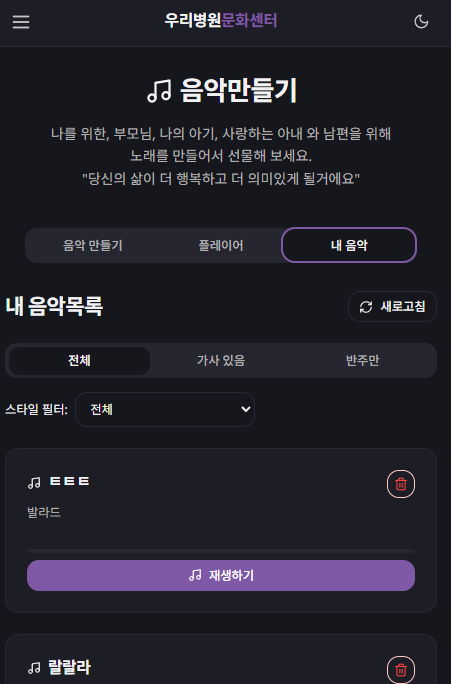 우리병원문화센터
음악만들기
나를 위한, 부모님, 나의 아기, 사랑하는 아내 와 남편을 위해
노래를 만들어서 선물해 보세요.
"당신의 삶이 더 행복하고 더 의미있게 될거에요"
음악 만들기 플레이어 내 음악
내 음악목록 새로고침
전체 가사 있음 반주만
스타일 필터: 전체
ㅌㅌㅌ
발라드
재생하기
랄랄라